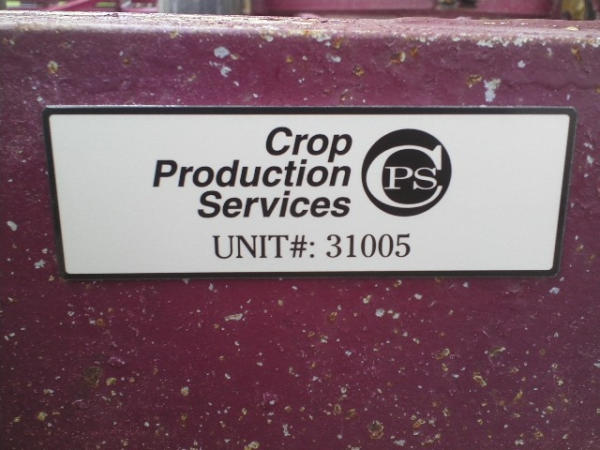 Crop
Production
Services
CPS
UNIT#: 31005